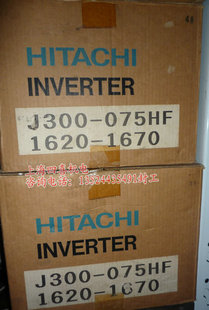 HITACHI
INVERTER
J300-075HF
1620-1670
HITACHI
INVERTER
J300-075HF
1620-1670